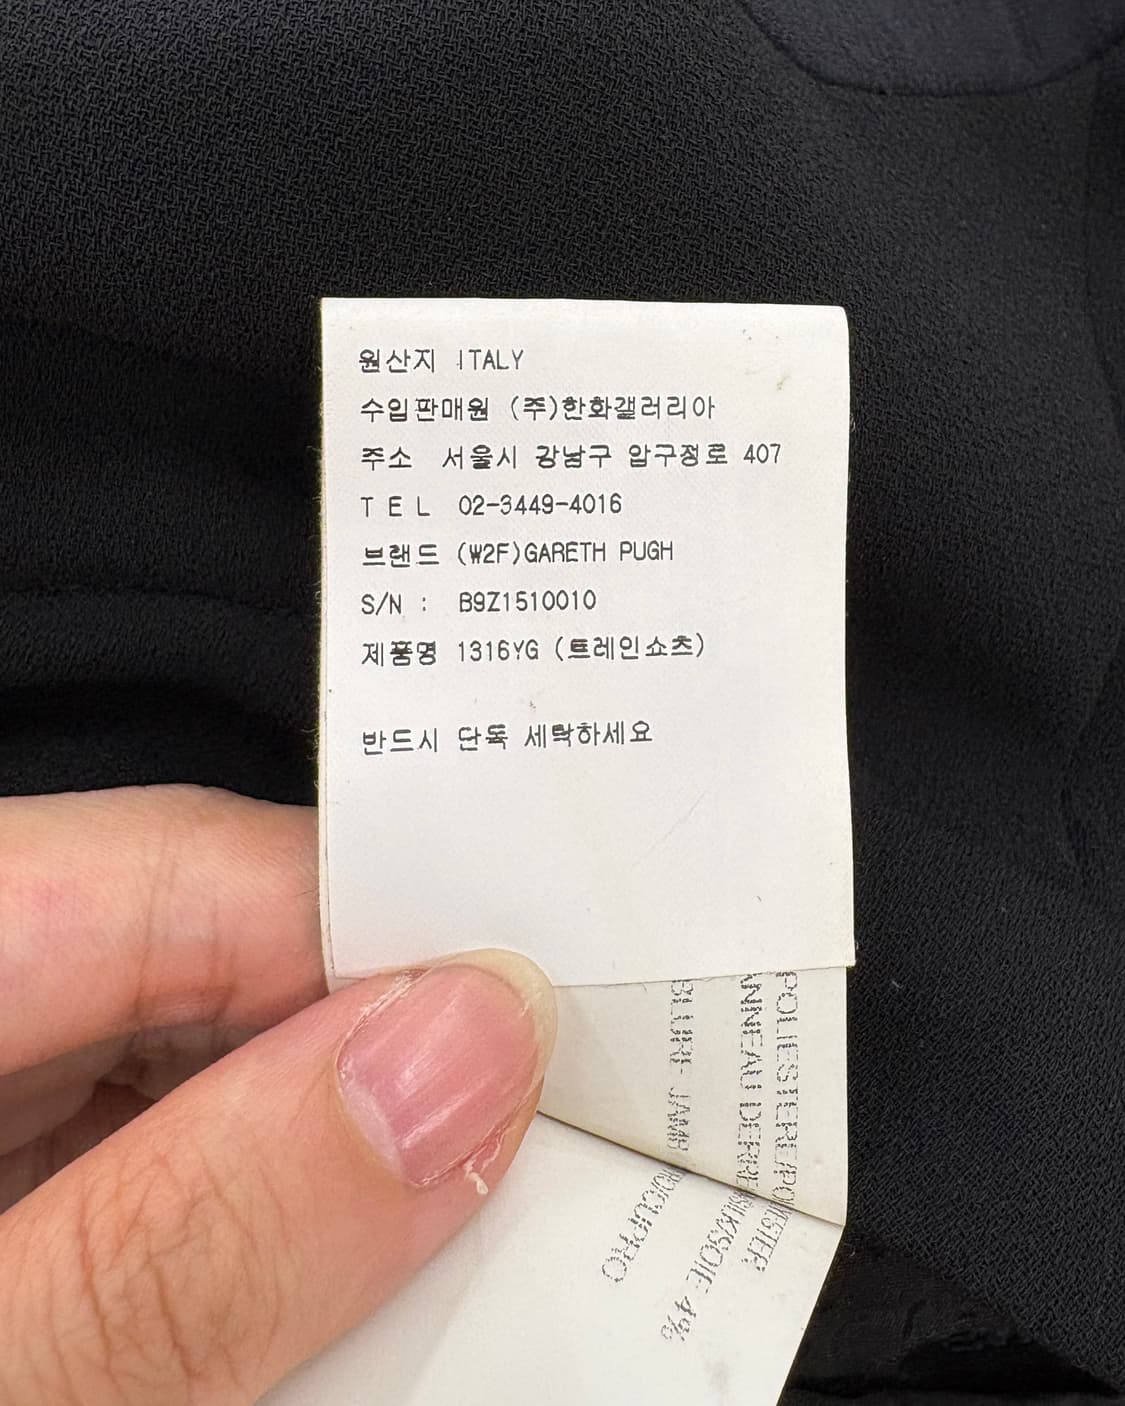 원산지 ITALY
수입판매원 (주)한화갤러리아
주소 서울시 강남구 압구정로 407
TEL 02-3449-4016
브랜드 (W2F)GARETH PUGH
S/N : B9Z1510010
제품명 1316YG (트레인쇼츠)
반드시 단독 세탁하세요
4%